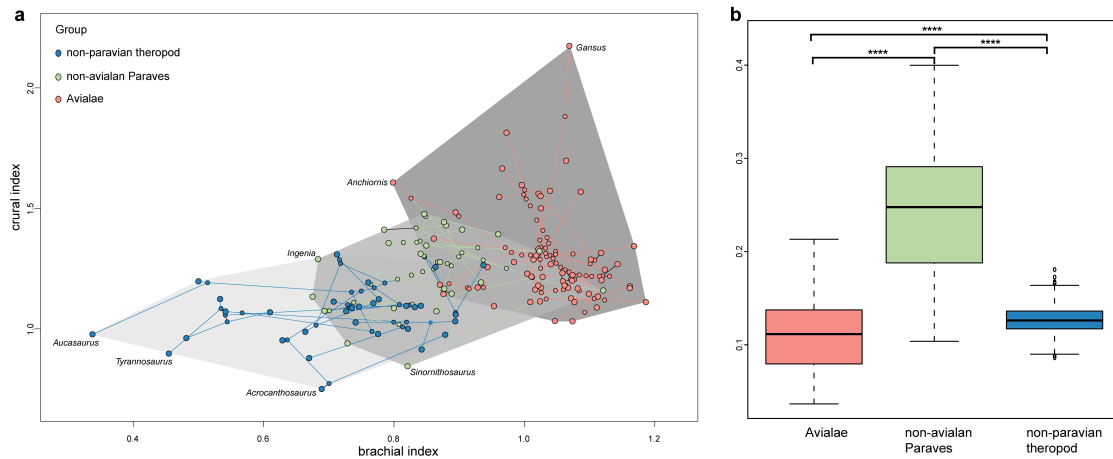 a
Group
non-paravian theropod
non-avialan Paraves
Avialae
Gansus
Anchiornis
Ingenia
Aucasaurus
Tyrannosaurus
Acrocanthosaurus
Sinornithosaurus
crural index
2.0
1.5
1.0
0.4 0.6 0.8 1.0 1.2
brachial index
b
****
**** ****
0.4
0.3
0.2
0.1
Avialae non-avialan non-paravian
Paraves theropod